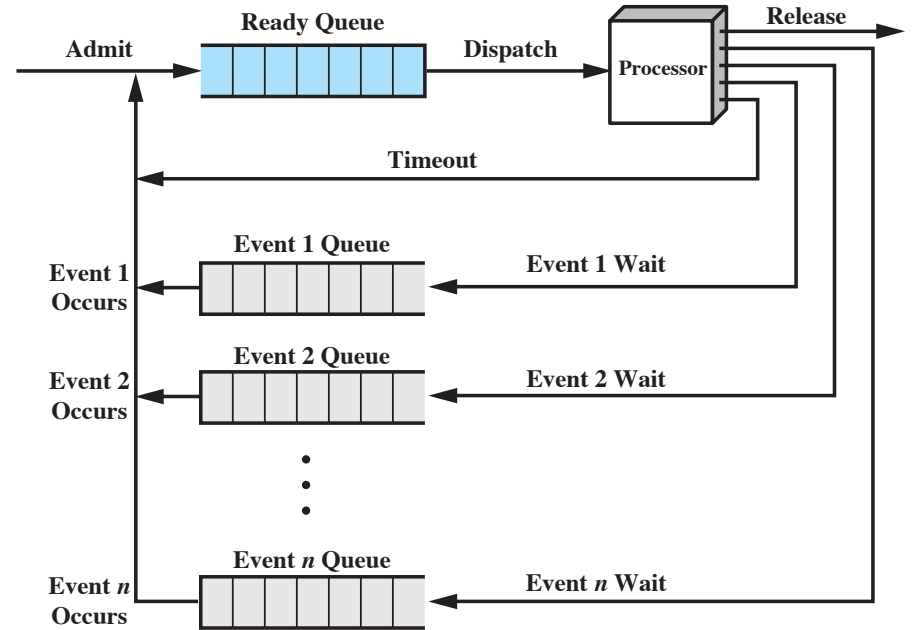 Release
Ready Queue
Admit
Dispatch
Processor
Timeout
Event 1 Queue
Event 1 Wait
Event 1
Occurs
Event 2 Queue
Event 2 Wait
Event 2
Occurs
Event n Queue
Event n Wait
Event n
Occurs